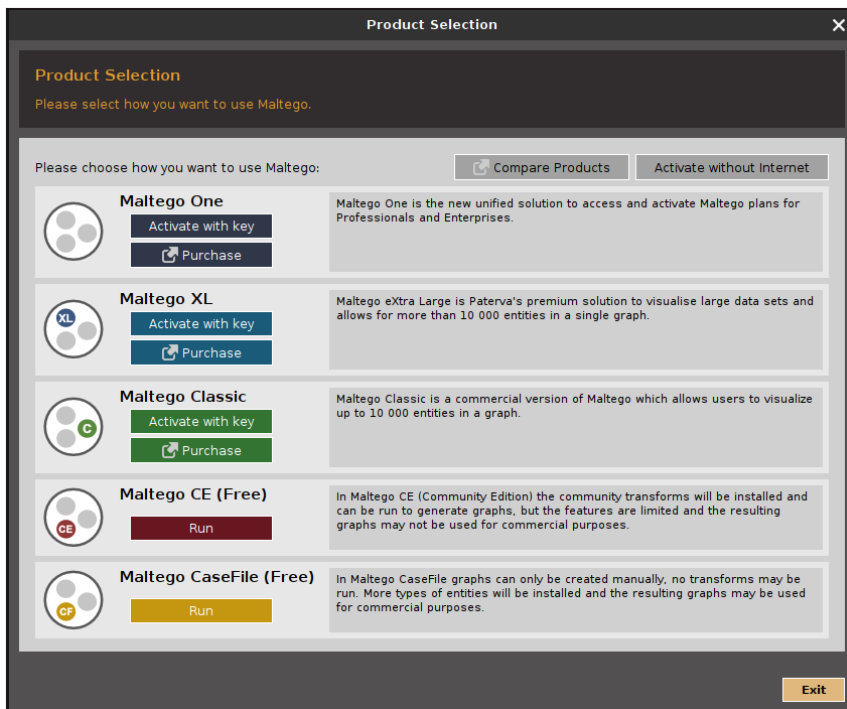 Product Selection
Product Selection
Please select how you want to use Maltego.
Please choose how you want to use Maltego:
Compare Products
Activate without Internet
Maltego One
Activate with key
Purchase
Maltego One is the new unified solution to access and activate Maltego plans for
Professionals and Enterprises.
XL
Maltego XL
Activate with key
Purchase
Maltego eXtra Large is Paterva's premium solution to visualise large data sets and
allows for more than 10 000 entities in a single graph.
C
Maltego Classic
Activate with key
Purchase
Maltego Classic is a commercial version of Maltego which allows users to visualize
up to 10 000 entities in a graph.
CE
Maltego CE (Free)
Run
In Maltego CE (Community Edition) the community transforms will be installed and
can be run to generate graphs, but the features are limited and the resulting
graphs may not be used for commercial purposes.
CF
Maltego CaseFile (Free)
Run
In Maltego CaseFile graphs can only be created manually, no transforms may be
run. More types of entities will be installed and the resulting graphs may be used
for commercial purposes.
Exit